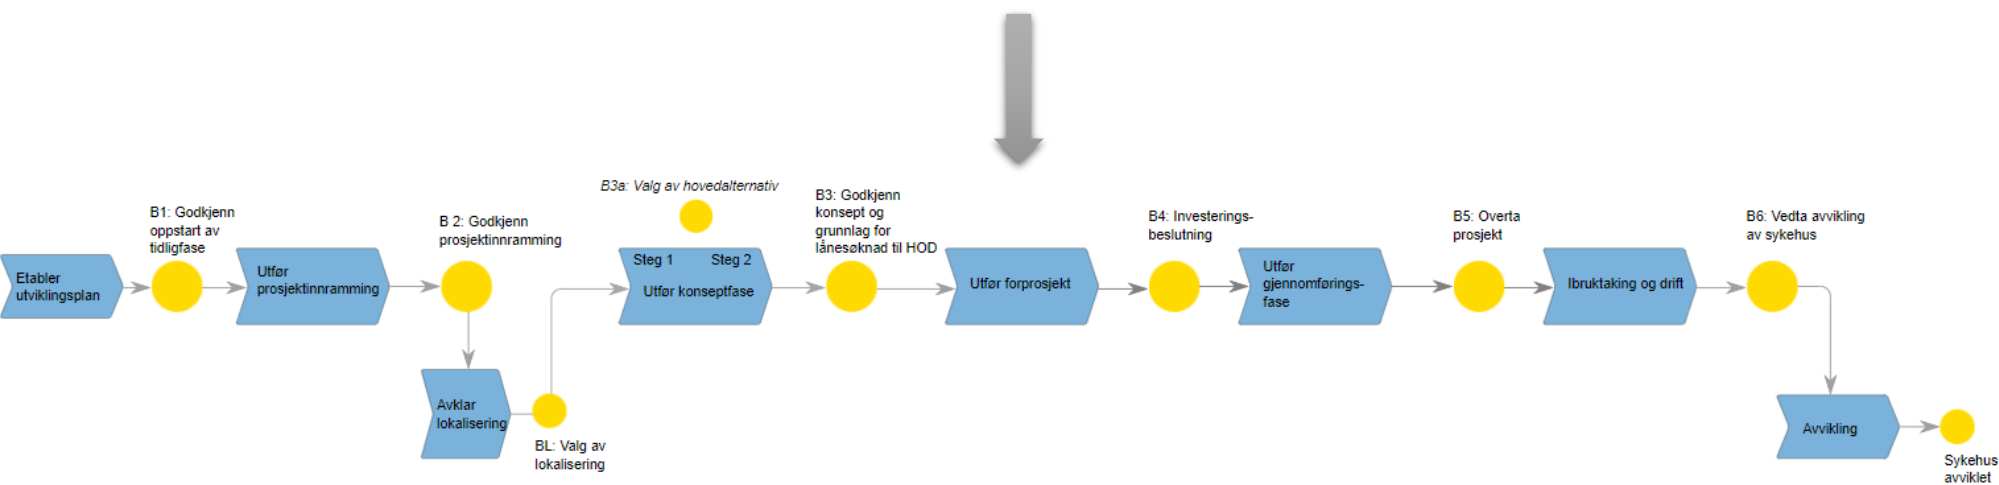 Etabler
utviklingsplan
B1: Godkjenn
oppstart av
tidligfase
Utfør
prosjektinnramming
B 2: Godkjenn
prosjektinnramming
Avklar
lokalisering
BL: Valg av
lokalisering
B3a: Valg av hovedalternativ
Steg 1 Steg 2
Utfør konseptfase
B3: Godkjenn
konsept og
grunnlag for
lånesøknad til HOD
Utfør forprosjekt
B4: Investerings-
beslutning
Utfør
gjennomførings-
fase
B5: Overta
prosjekt
Ibruktaking og drift
B6: Vedta avvikling
av sykehus
Avvikling
Sykehus
avviklet